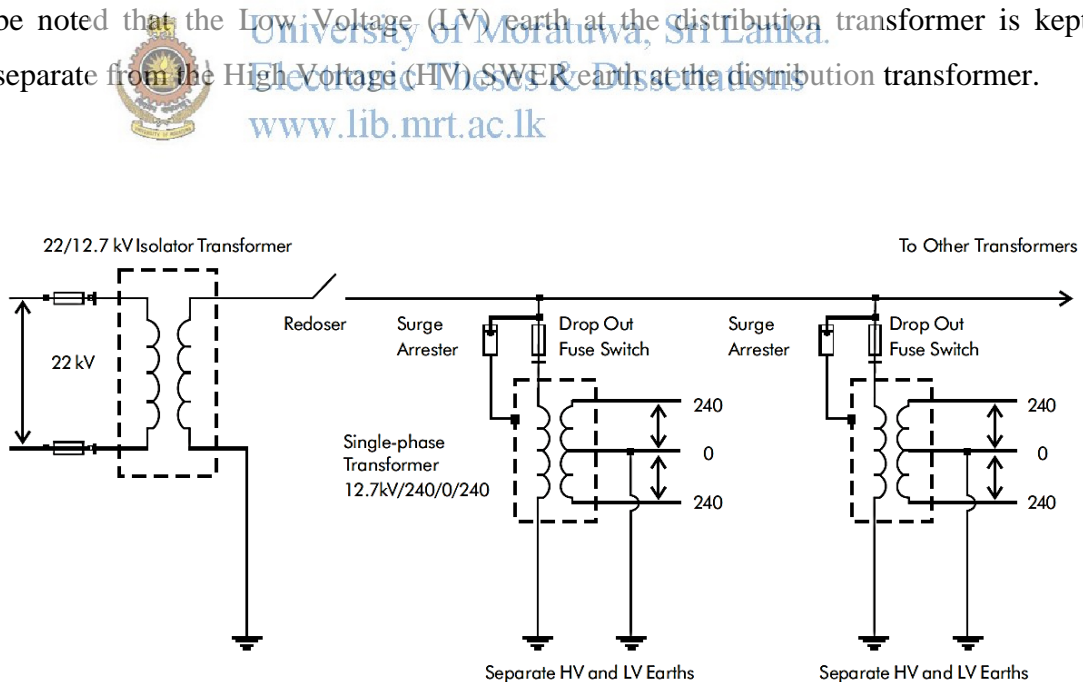 be noted that the Low Voltage (LV) earth at the distribution transformer is kept
separate from the High Voltage (HV) SWER earth at the distribution transformer.
University of Moratuwa, Sri Lanka.
Electronic Theses & Dissertations
www.lib.mrt.ac.lk
22/12.7 kV Isolator Transformer
To Other Transformers
Redoser
Surge
Arrester
Drop Out
Fuse Switch
Surge
Arrester
Drop Out
Fuse Switch
22 kV
240
0
240
240
0
240
Single-phase
Transformer
12.7kV/240/0/240
Separate HV and LV Earths
Separate HV and LV Earths